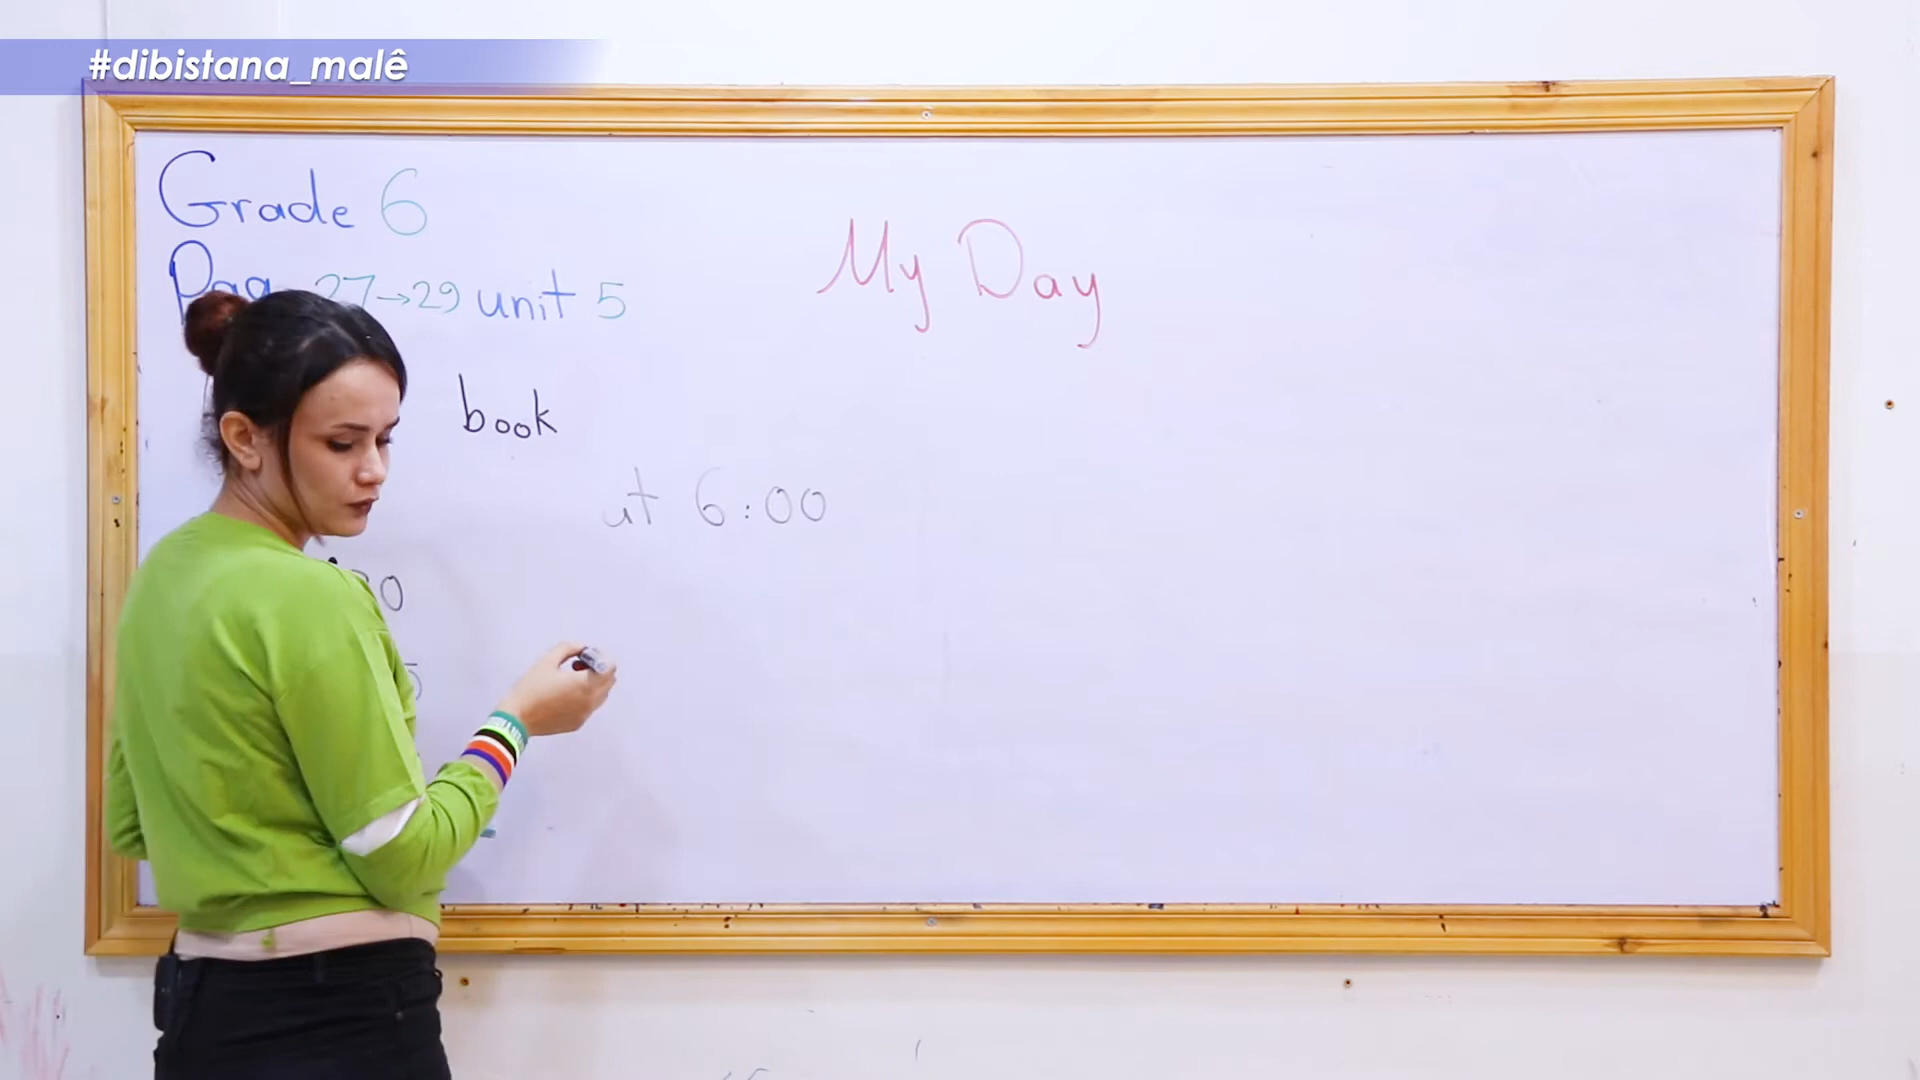 #dibistana_malê
Grade 6
Pag 27→29 unit 5
My Day
book
at 6:00